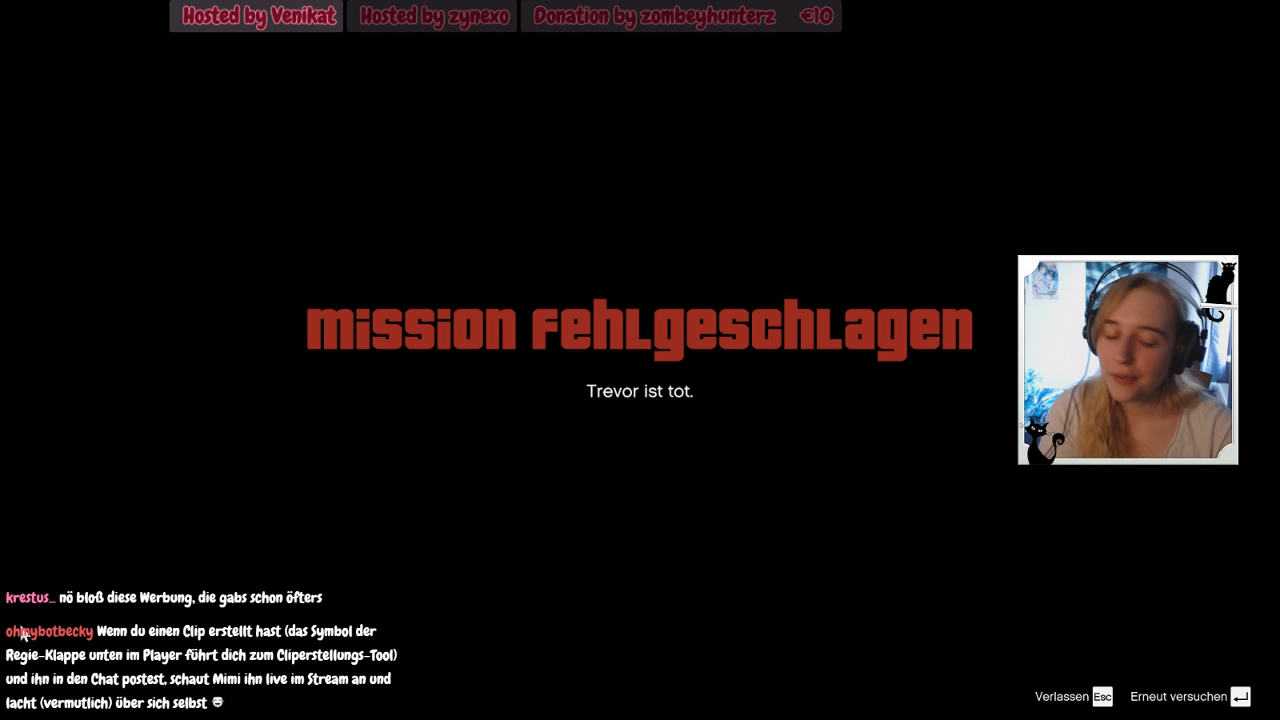 Hosted by Venikat
Hosted by zynexo
Donation by zombeyhunterz €10
mission fehlgeschlagen
Trevor ist tot.
krestus_ nö bloß diese Werbung, die gabs schon öfters
ohmybotbecky Wenn du einen Clip erstellt hast (das Symbol der
Regie-Klappe unten im Player führt dich zum Cliperstellungs-Tool)
und ihn in den Chat postest, schaut Mimi ihn live im Stream an und
lacht (vermutlich) über sich selbst
Verlassen Esc Erneut versuchen